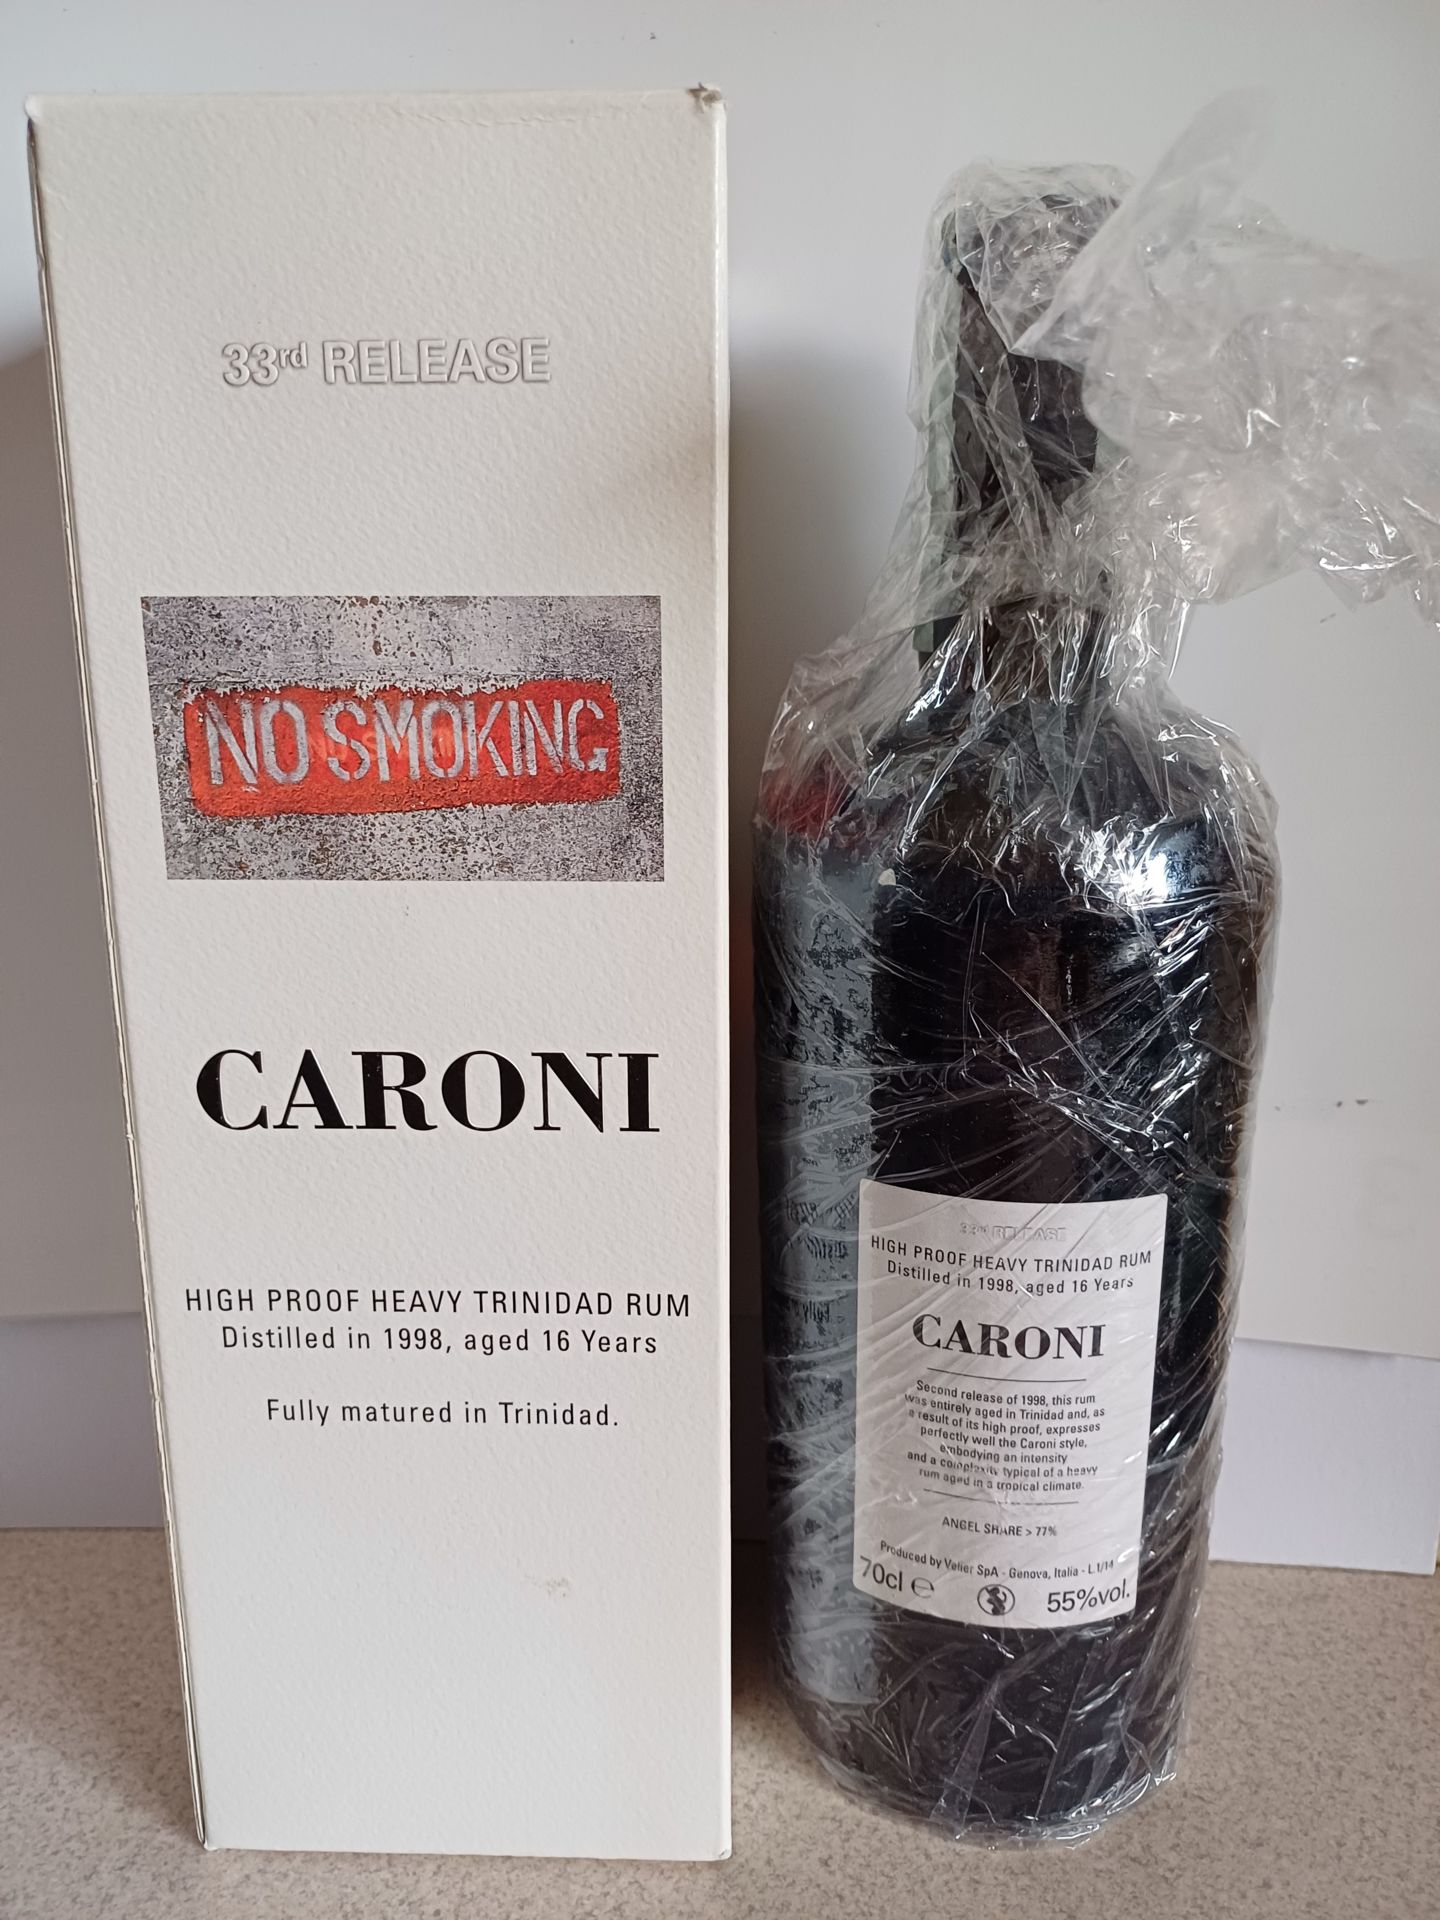 33rd RELEASE
NO SMOKING
CARONI
HIGH PROOF HEAVY TRINIDAD RUM
Distilled in 1998, aged 16 Years
Fully matured in Trinidad.
33rd RELEASE
HIGH PROOF HEAVY TRINIDAD RUM
Distilled in 1998, aged 16 Years
CARONI
Second release of 1998, this rum
was entirely aged in Trinidad and, as
a result of its high proof, expresses
perfectly well the Caroni style,
embodying an intensity
and a complexity typical of a heavy
rum aged in a tropical climate.
ANGEL SHARE > 77%
Produced by Velier SpA - Genova, Italia - L.1/14
70cl ℮ 55%vol.